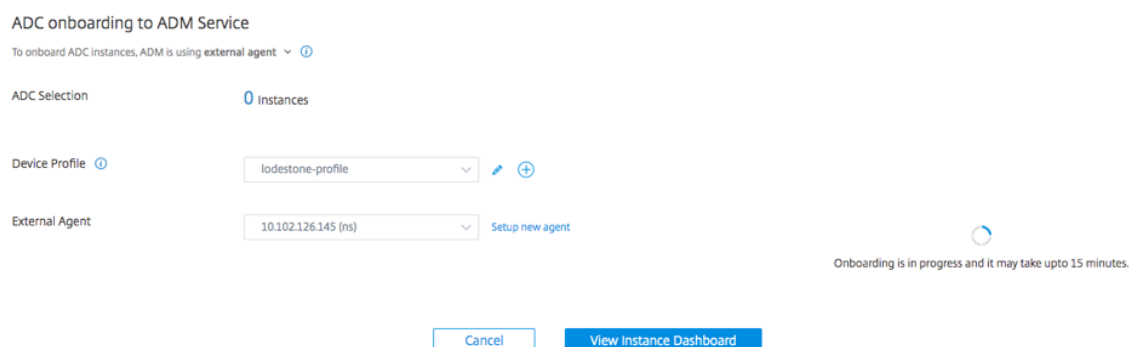 ADC onboarding to ADM Service
To onboard ADC instances, ADM is using external agent
ADC Selection
0 Instances
Device Profile
lodestone-profile
External Agent
10.102.126.145 (ns)
Setup new agent
Onboarding is in progress and it may take upto 15 minutes.
Cancel
View Instance Dashboard